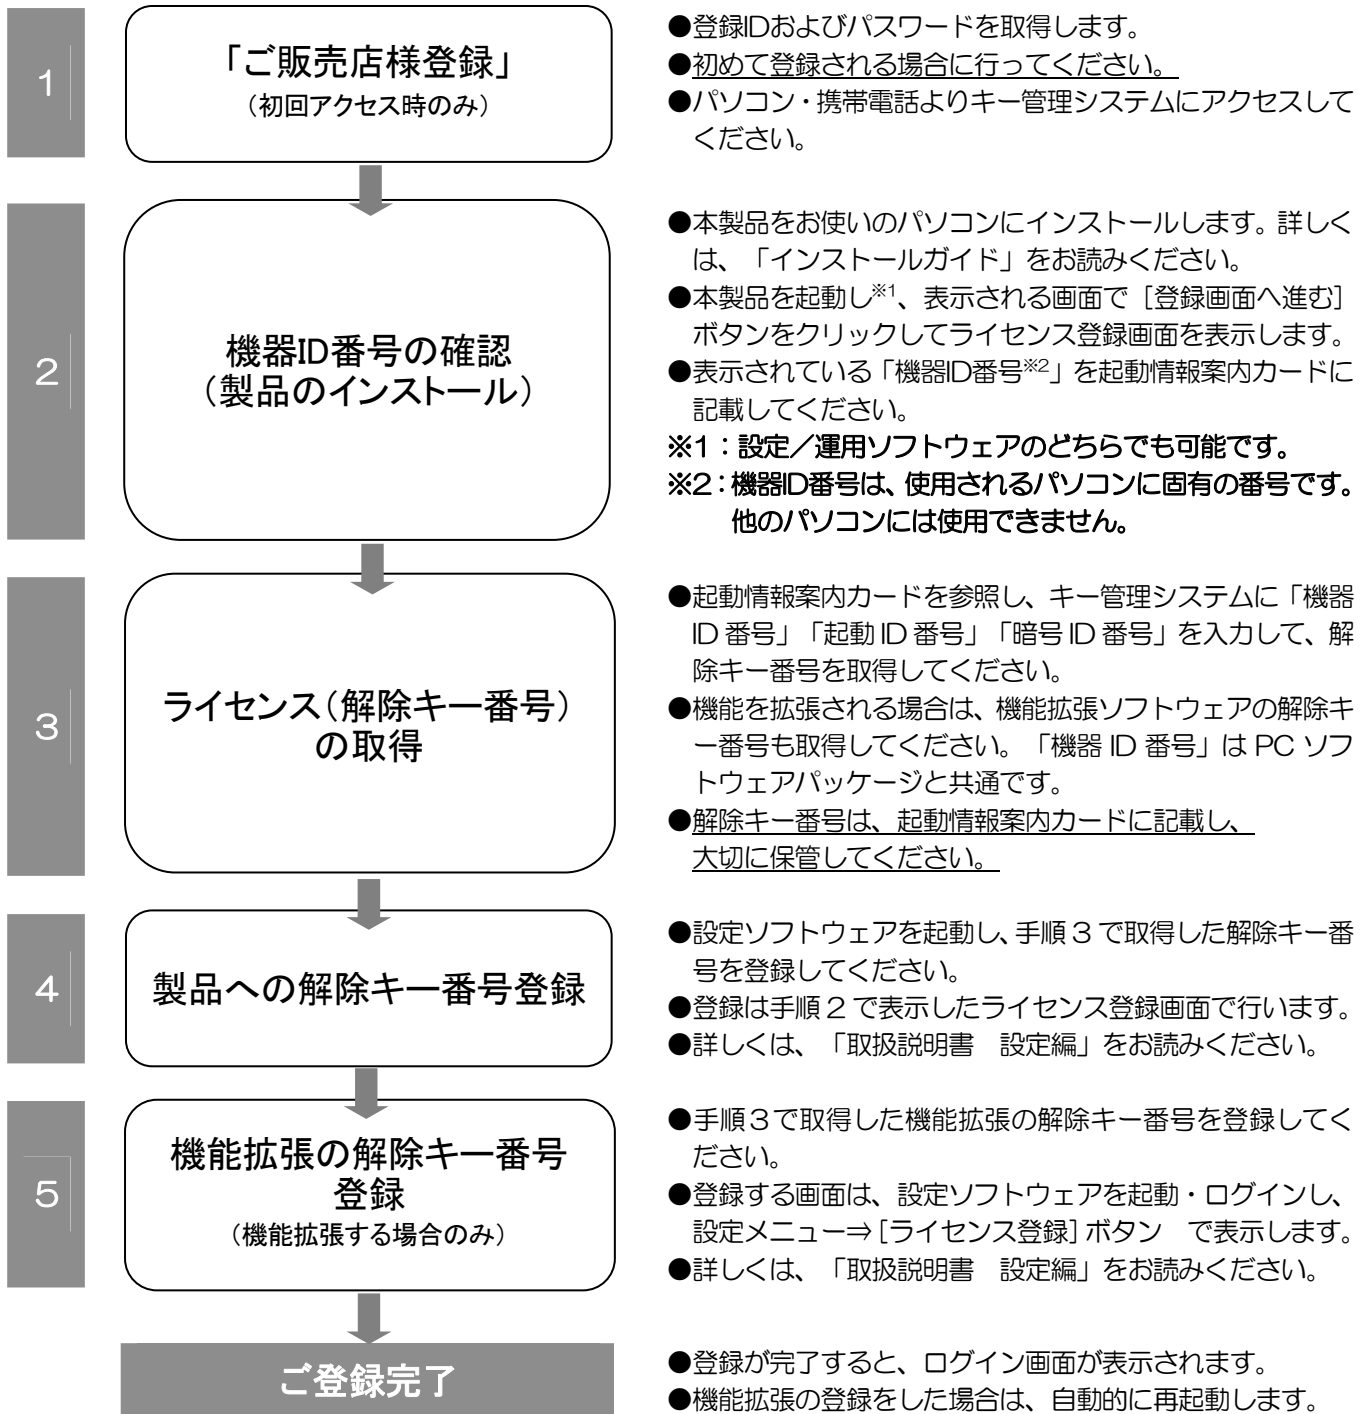 1
「ご販売店様登録」
（初回アクセス時のみ）
●登録IDおよびパスワードを取得します。
●初めて登録される場合に行ってください。
●パソコン・携帯電話よりキー管理システムにアクセスして
ください。
2
機器ID番号の確認
（製品のインストール）
●本製品をお使いのパソコンにインストールします。詳しく
は、「インストールガイド」をお読みください。
●本製品を起動し※1、表示される画面で［登録画面へ進む］
ボタンをクリックしてライセンス登録画面を表示します。
●表示されている「機器ID番号※2」を起動情報案内カードに
記載してください。
※1：設定／運用ソフトウェアのどちらでも可能です。
※2：機器ID番号は、使用されるパソコンに固有の番号です。
他のパソコンには使用できません。
3
ライセンス（解除キー番号）
の取得
●起動情報案内カードを参照し、キー管理システムに「機器
ID 番号」「起動 ID 番号」「暗号 ID 番号」を入力して、解
除キー番号を取得してください。
●機能を拡張される場合は、機能拡張ソフトウェアの解除キ
ー番号も取得してください。「機器 ID 番号」は PC ソフ
トウェアパッケージと共通です。
●解除キー番号は、起動情報案内カードに記載し、
大切に保管してください。
4
製品への解除キー番号登録
●設定ソフトウェアを起動し、手順 3 で取得した解除キー番
号を登録してください。
●登録は手順 2 で表示したライセンス登録画面で行います。
●詳しくは、「取扱説明書　設定編」をお読みください。
5
機能拡張の解除キー番号
登録
（機能拡張する場合のみ）
●手順3で取得した機能拡張の解除キー番号を登録してく
ださい。
●登録する画面は、設定ソフトウェアを起動・ログインし、
設定メニュー⇒［ライセンス登録］ボタン　で表示します。
●詳しくは、「取扱説明書　設定編」をお読みください。
ご登録完了
●登録が完了すると、ログイン画面が表示されます。
●機能拡張の登録をした場合は、自動的に再起動します。